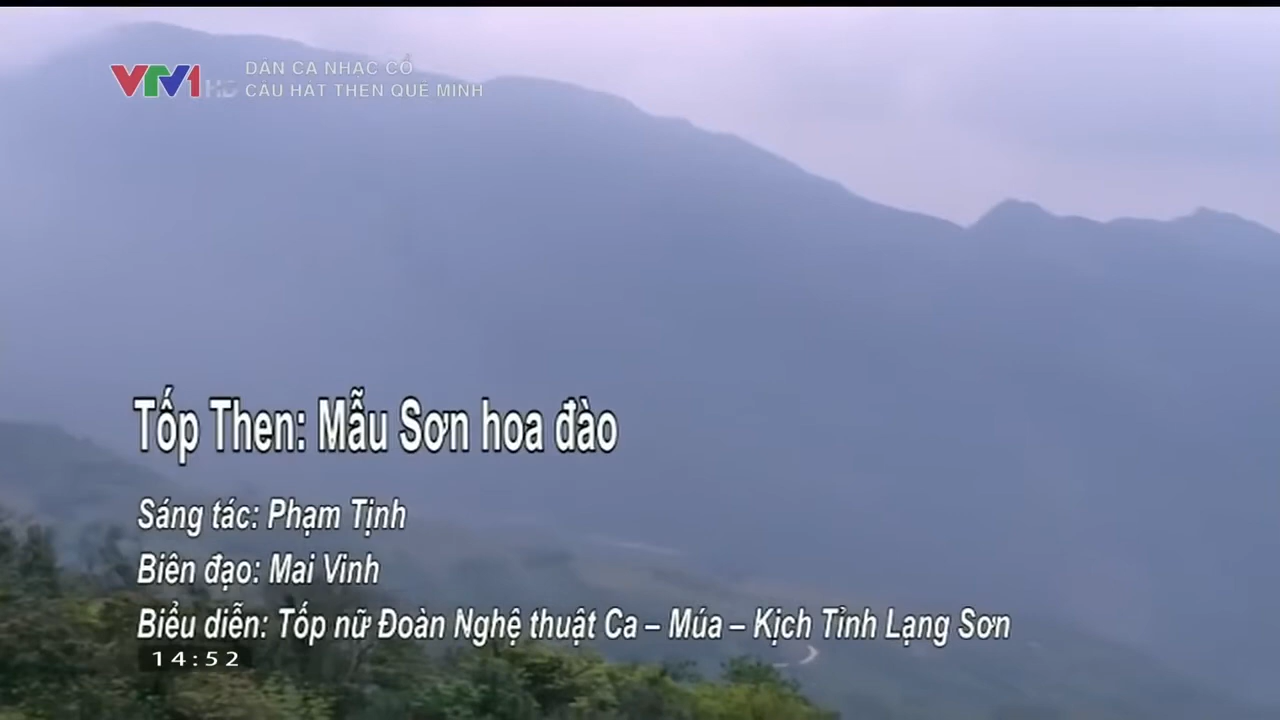 VTV1 HD
DÂN CA NHẠC CỔ
CÂU HÁT THEN QUÊ MÌNH
Tốp Then: Mẫu Sơn hoa đào
Sáng tác: Phạm Tịnh
Biên đạo: Mai Vinh
Biểu diễn: Tốp nữ Đoàn Nghệ thuật Ca – Múa – Kịch Tỉnh Lạng Sơn
14:52